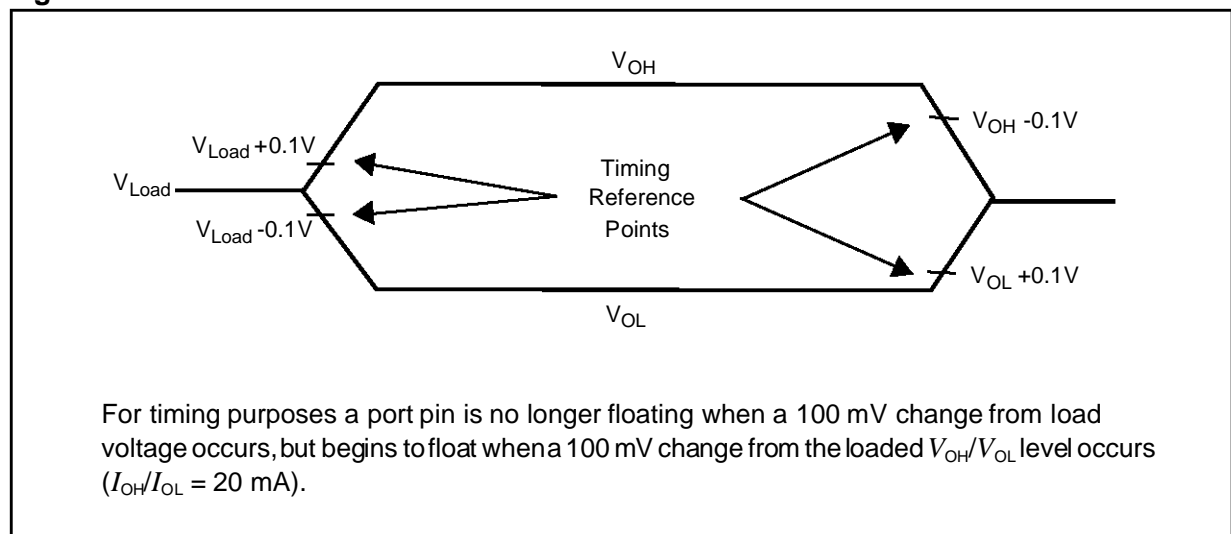 V_OH
V_Load +0.1V
V_OH -0.1V
V_Load
Timing
Reference
Points
V_Load -0.1V
V_OL +0.1V
V_OL
For timing purposes a port pin is no longer floating when a 100 mV change from load
voltage occurs, but begins to float when a 100 mV change from the loaded V_OH/V_OL level occurs
(I_OH/I_OL = 20 mA).